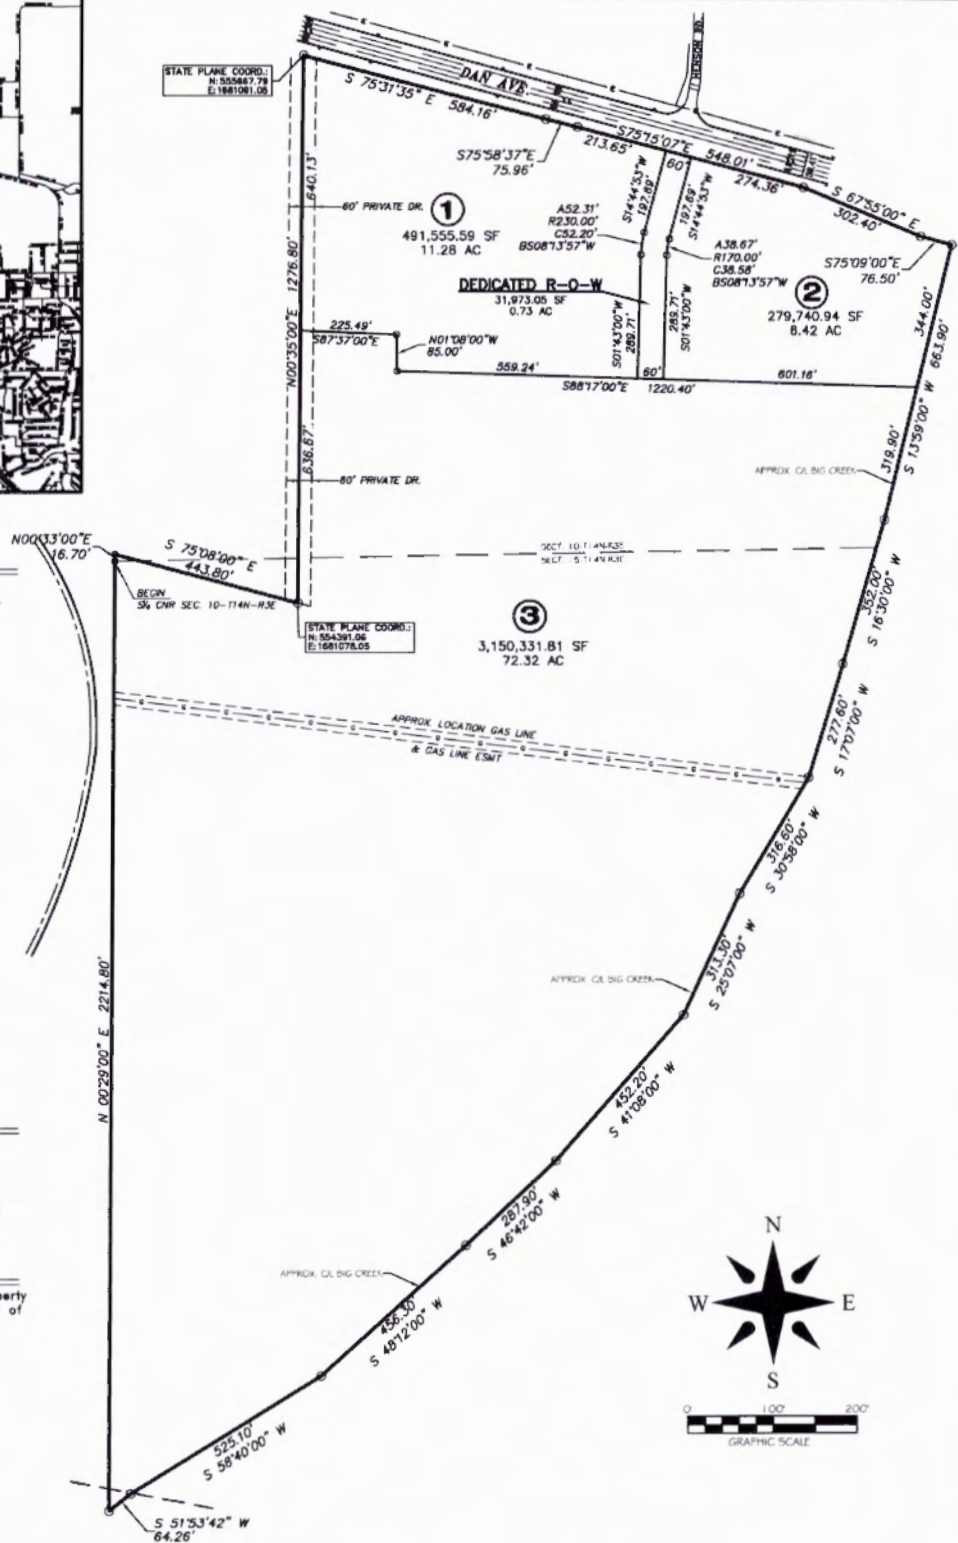 STATE PLANE COORD.:
N: 555667.79
E: 1681091.05
DAN AVE
HENSON RD.
S 75°31'35" E 584.16'
S75°58'37"E
75.96'
S75°15'07"E 548.01'
213.65'
60'
274.36'
S 67°55'00" E
302.40'
S75°09'00"E
76.50'
640.13'
60' PRIVATE DR.
1
491,555.59 SF
11.28 AC
S14°44'53"W
197.69'
197.69'
S14°44'53"W
A52.31'
R230.00'
C52.20'
BS08°13'57"W
A38.67'
R170.00'
C38.58'
BS08°13'57"W
DEDICATED R-O-W
31,973.05 SF
0.73 AC
2
279,740.94 SF
6.42 AC
344.00'
S 13°59'00" W 663.90'
N00°35'00"E 1276.80'
225.49'
S87°37'00"E
N01°08'00"W
85.00'
S01°43'00"W
289.71'
289.71'
S01°43'00"W
559.24'
60'
601.16'
S88°17'00"E 1220.40'
319.90'
636.67'
80' PRIVATE DR.
APPROX. C/L BIG CREEK
N00°33'00"E
16.70'
S 75°08'00" E
443.80'
BEGIN
S¼ CNR SEC. 10-T14N-R3E
SECT. 10-T14N-R3E
SECT. 15-T14N-R3E
STATE PLANE COORD.:
N: 554391.06
E: 1681078.05
3
3,150,331.81 SF
72.32 AC
352.00'
S 16°30'00" W
277.60'
S 17°07'00" W
APPROX. LOCATION GAS LINE
& GAS LINE ESMT
316.60'
S 30°58'00" W
313.30'
S 25°07'00" W
APPROX. C/L BIG CREEK
N 00°29'00" E 2214.80'
452.20'
S 41°08'00" W
287.90'
S 46°42'00" W
APPROX. C/L BIG CREEK
456.30'
S 48°12'00" W
525.10'
S 58°40'00" W
S 51°53'42" W
64.26'
erty
of
N
W E
S
0 100' 200'
GRAPHIC SCALE